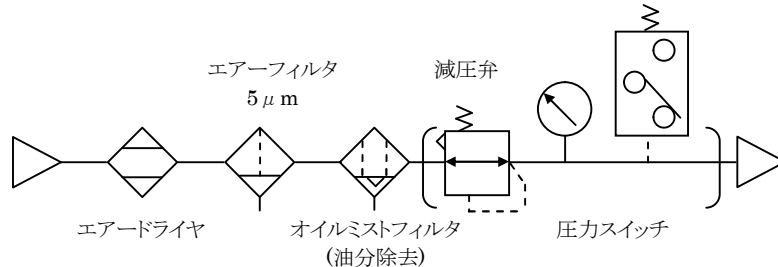 エアーフィルタ
5μm
減圧弁
エアードライヤ
オイルミストフィルタ
(油分除去)
圧力スイッチ